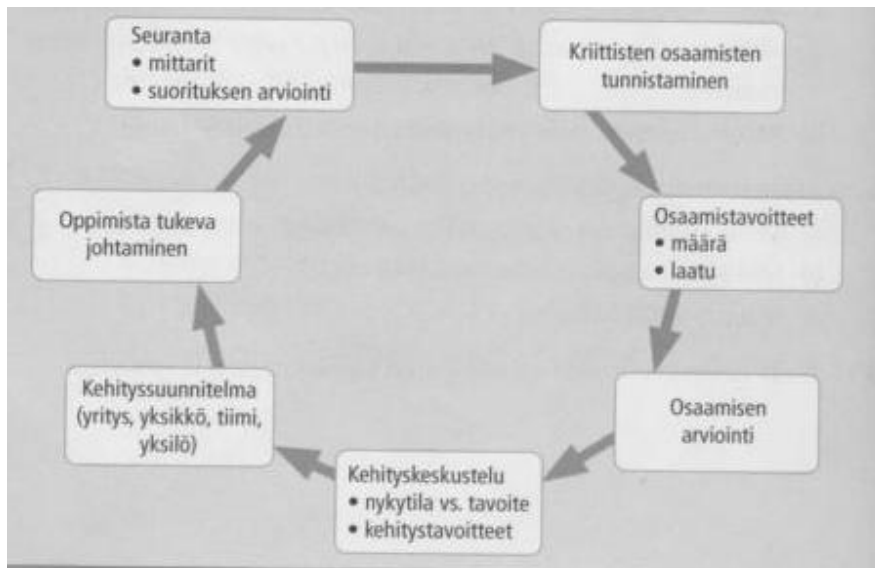 Seuranta
• mittarit
• suorituksen arviointi
Kriittisten osaamisten
tunnistaminen
Osaamistavoitteet
• määrä
• laatu
Osaamisen
arviointi
Kehityskeskustelu
• nykytila vs. tavoite
• kehitystavoitteet
Kehityssuunnitelma
(yritys, yksikkö, tiimi,
yksilö)
Oppimista tukeva
johtaminen